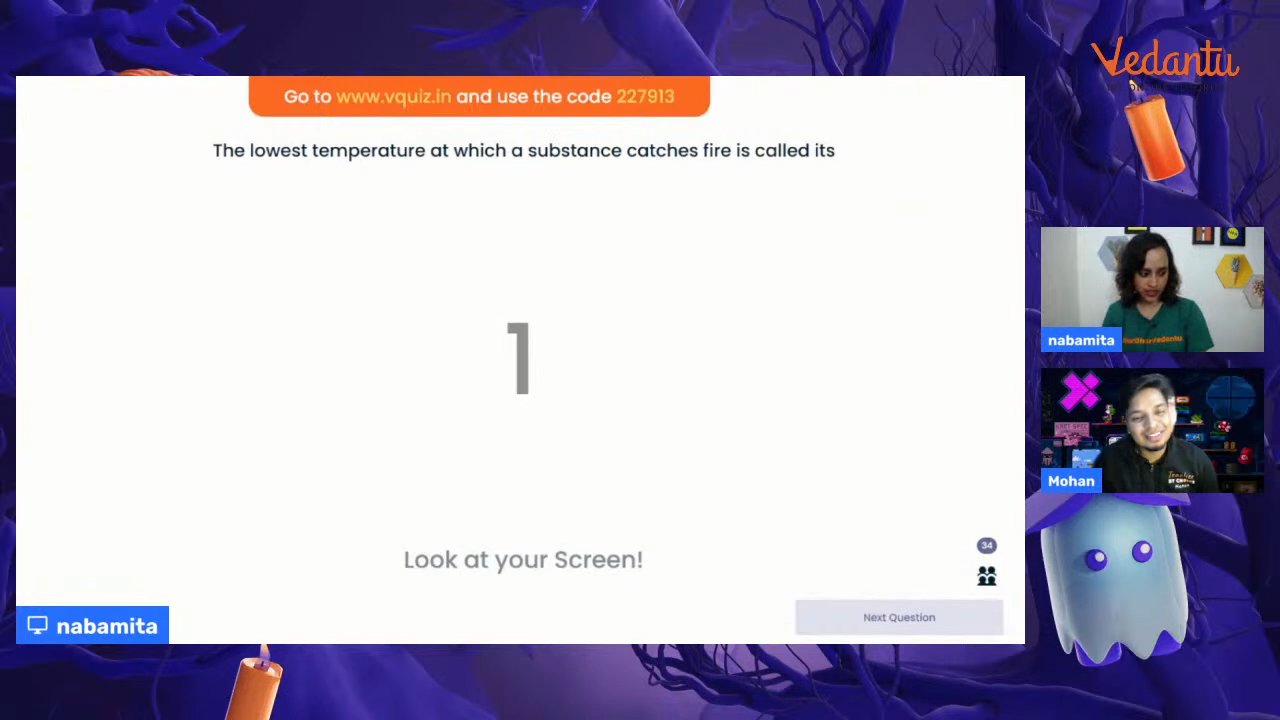 Vedantu
Go to www.vquiz.in and use the code 227913
The lowest temperature at which a substance catches fire is called its
1
nabamita
Mohan
Look at your Screen!
34
Next Question
nabamita